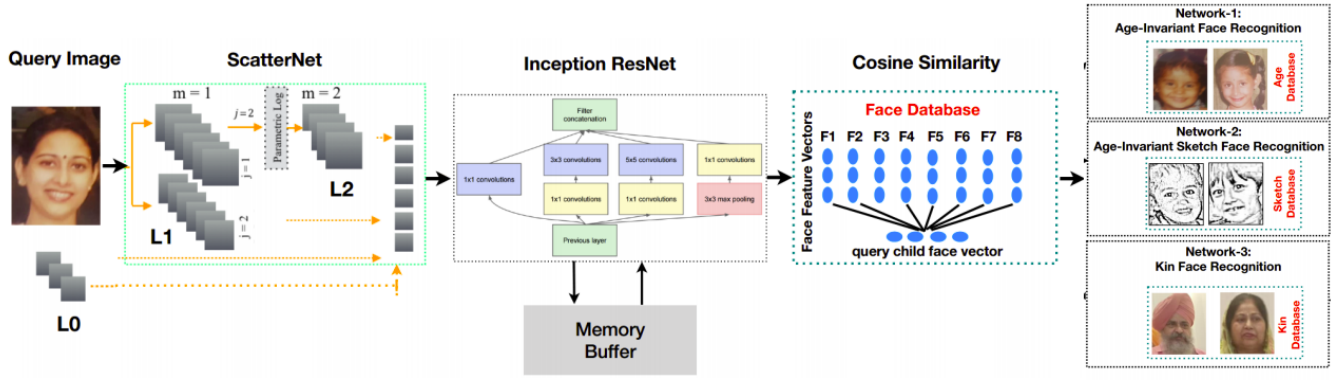 Query Image
ScatterNet
m = 1
j=2
Parametric Log
m = 2
j = 1
L2
L1
j = 2
L0
Inception ResNet
Filter
concatenation
3x3 convolutions
5x5 convolutions
1x1 convolutions
1x1 convolutions
1x1 convolutions
1x1 convolutions
3x3 max pooling
Previous layer
Memory
Buffer
Cosine Similarity
Face Database
Face Feature Vectors
F1 F2 F3 F4 F5 F6 F7 F8
query child face vector
Network-1:
Age-Invariant Face Recognition
Age
Database
Network-2:
Age-Invariant Sketch Face Recognition
Sketch
Database
Network-3:
Kin Face Recognition
Kin
Database